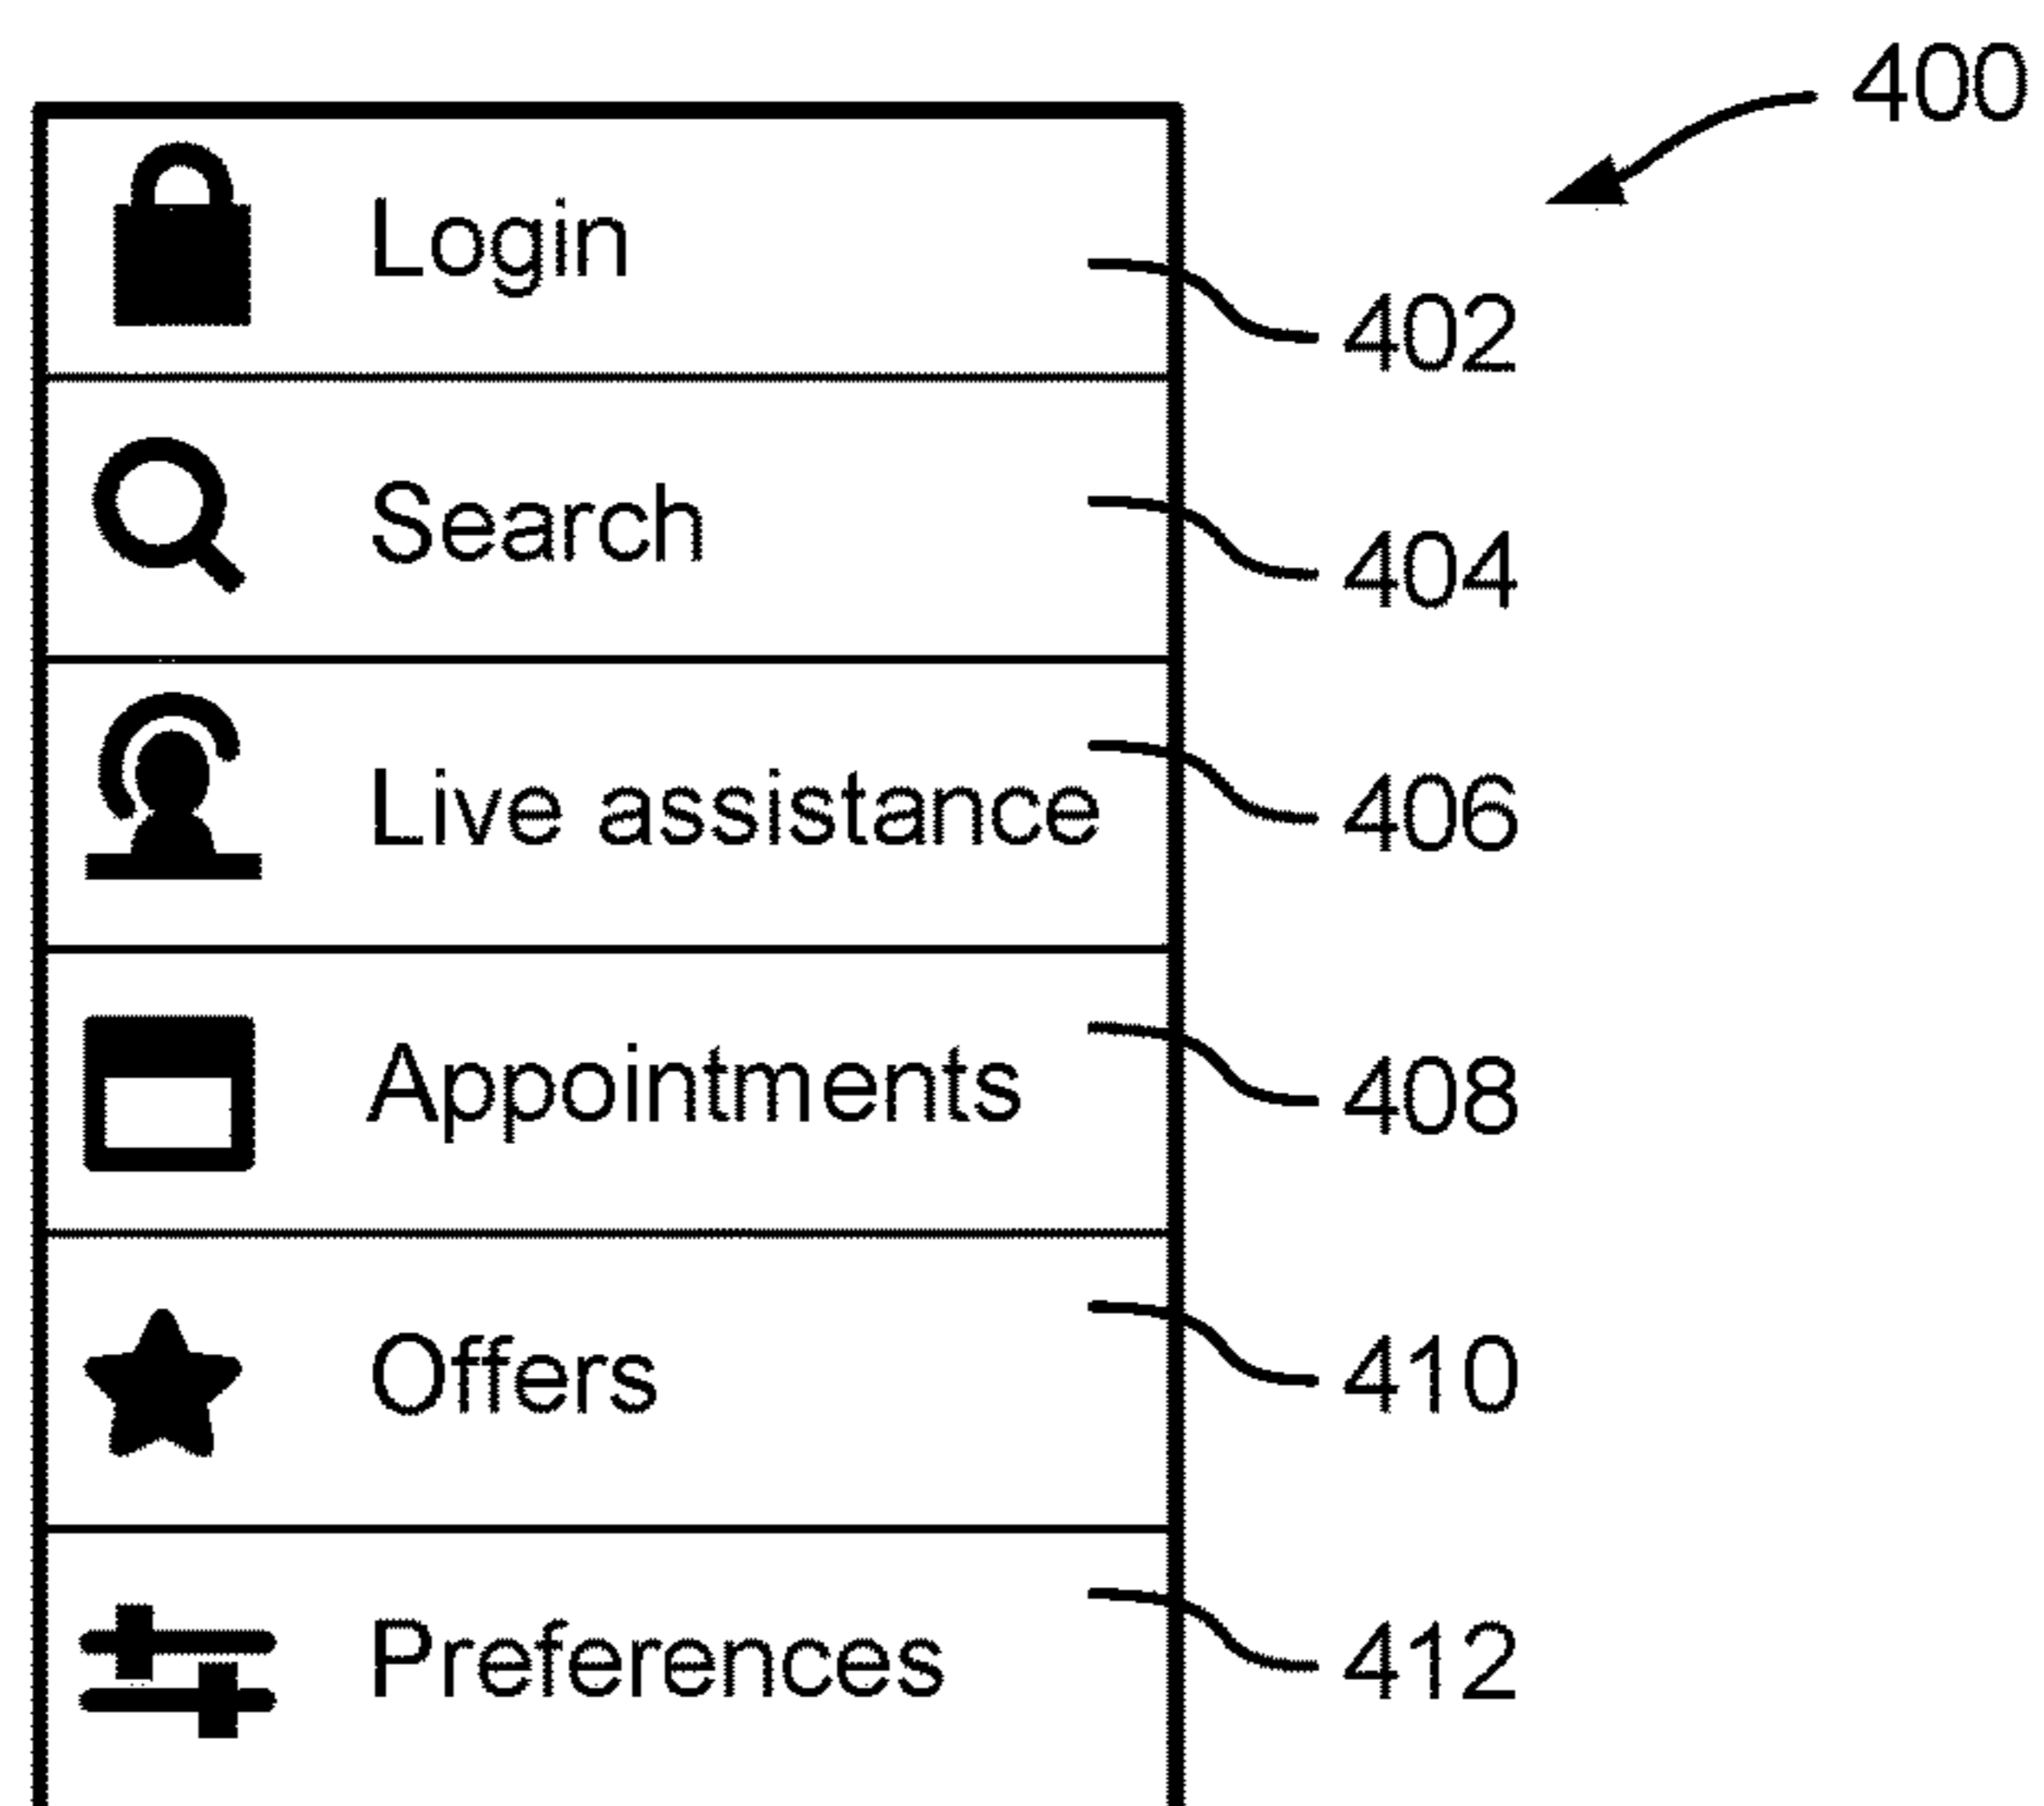 400
Login
402
Search
404
Live assistance
406
Appointments
408
Offers
410
Preferences
412